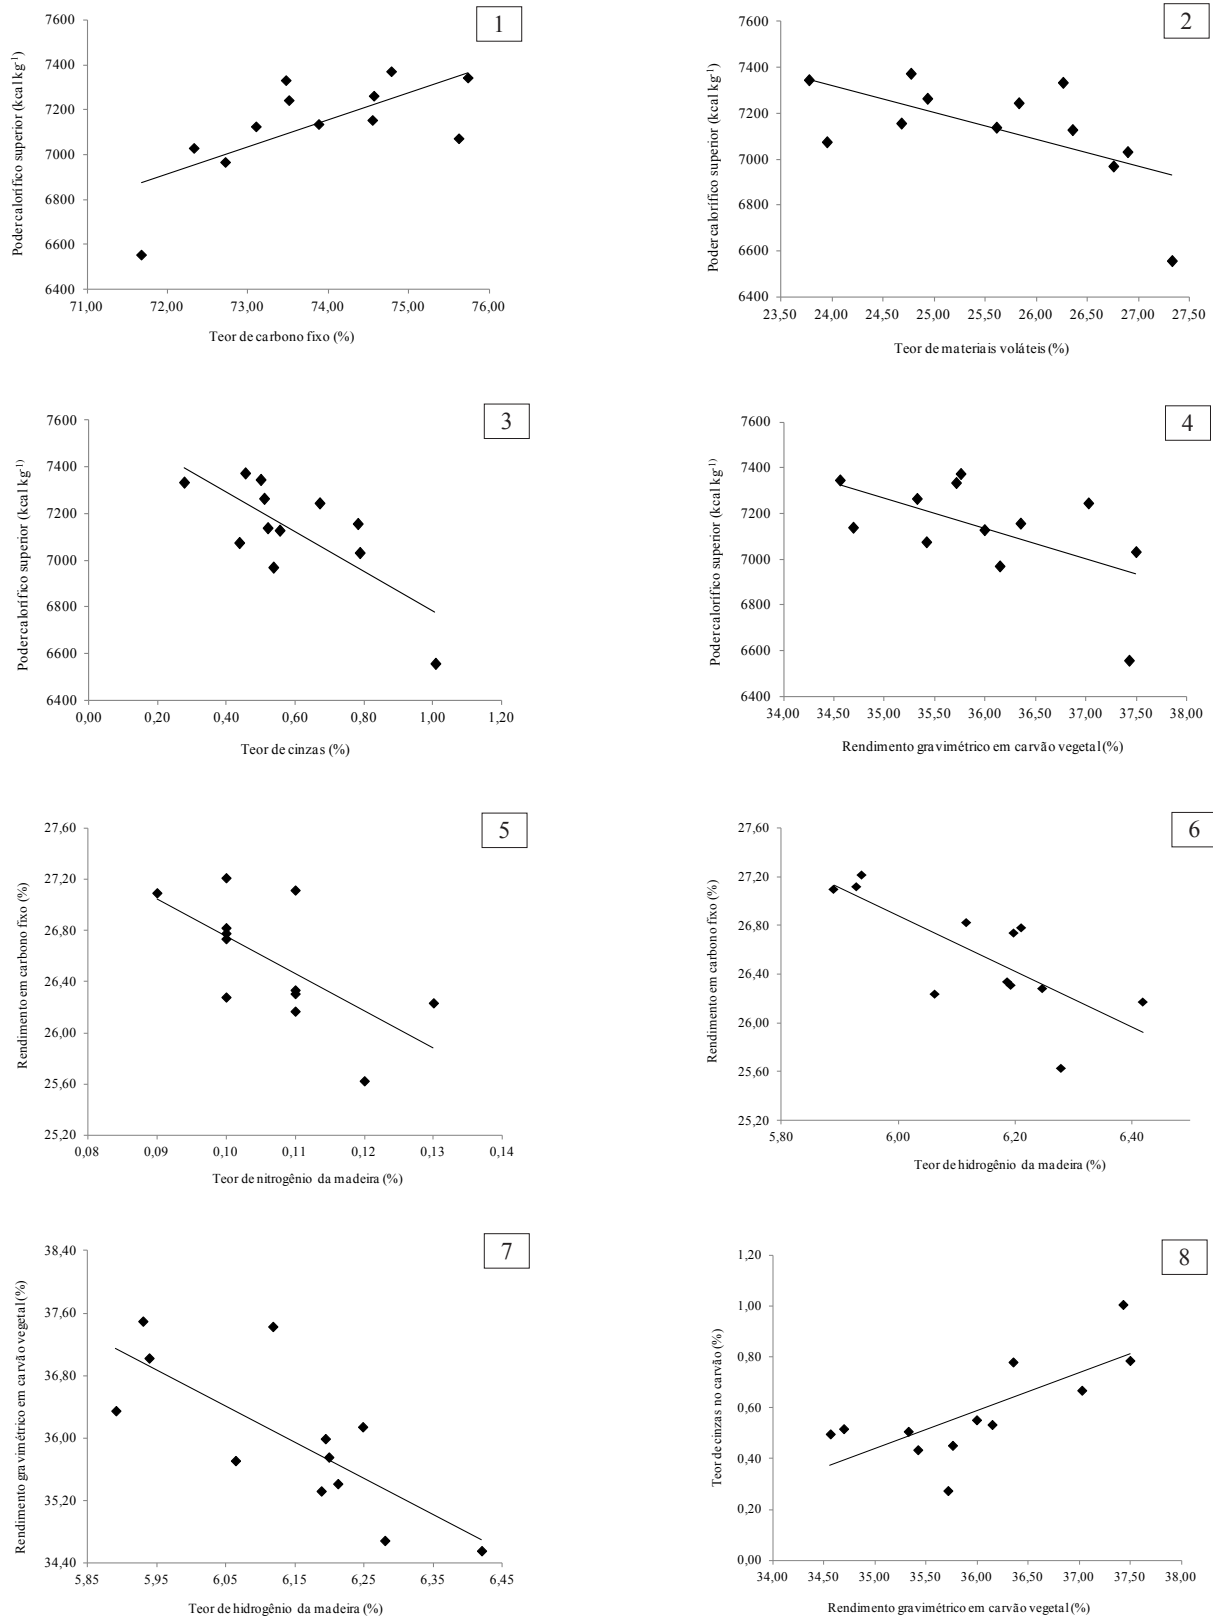 1
Poder calorífico superior (kcal kg-1)
7600
7400
7200
7000
6800
6600
6400
71,00 72,00 73,00 74,00 75,00 76,00
Teor de carbono fixo (%)
2
Poder calorífico superior (kcal kg-1)
7600
7400
7200
7000
6800
6600
6400
23,50 24,00 24,50 25,00 25,50 26,00 26,50 27,00 27,50
Teor de materiais voláteis (%)
3
Poder calorífico superior (kcal kg-1)
7600
7400
7200
7000
6800
6600
6400
0,00 0,20 0,40 0,60 0,80 1,00 1,20
Teor de cinzas (%)
4
Poder calorífico superior (kcal kg-1)
7600
7400
7200
7000
6800
6600
6400
34,00 34,50 35,00 35,50 36,00 36,50 37,00 37,50 38,00
Rendimento gravimétrico em carvão vegetal (%)
5
Rendimento em carbono fixo (%)
27,60
27,20
26,80
26,40
26,00
25,60
25,20
0,08 0,09 0,10 0,11 0,12 0,13 0,14
Teor de nitrogênio da madeira (%)
6
Rendimento em carbono fixo (%)
27,60
27,20
26,80
26,40
26,00
25,60
25,20
5,80 6,00 6,20 6,40
Teor de hidrogênio da madeira (%)
7
Rendimento gravimétrico em carvão vegetal (%)
38,40
37,60
36,80
36,00
35,20
34,40
5,85 5,95 6,05 6,15 6,25 6,35 6,45
Teor de hidrogênio da madeira (%)
8
Teor de cinzas no carvão (%)
1,20
1,00
0,80
0,60
0,40
0,20
0,00
34,00 34,50 35,00 35,50 36,00 36,50 37,00 37,50 38,00
Rendimento gravimétrico em carvão vegetal (%)